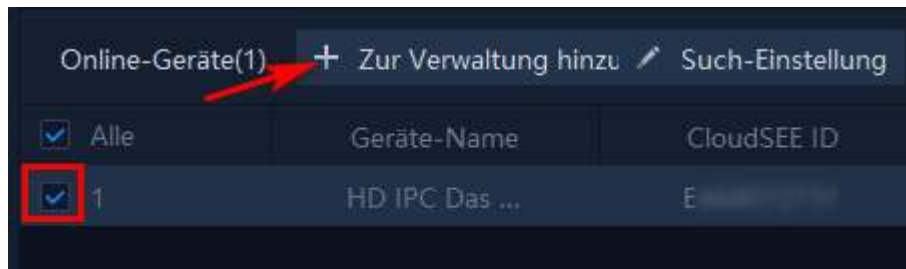 Online-Geräte(1) + Zur Verwaltung hinzu Such-Einstellung
Alle Geräte-Name CloudSEE ID
1 HD IPC Das ... E